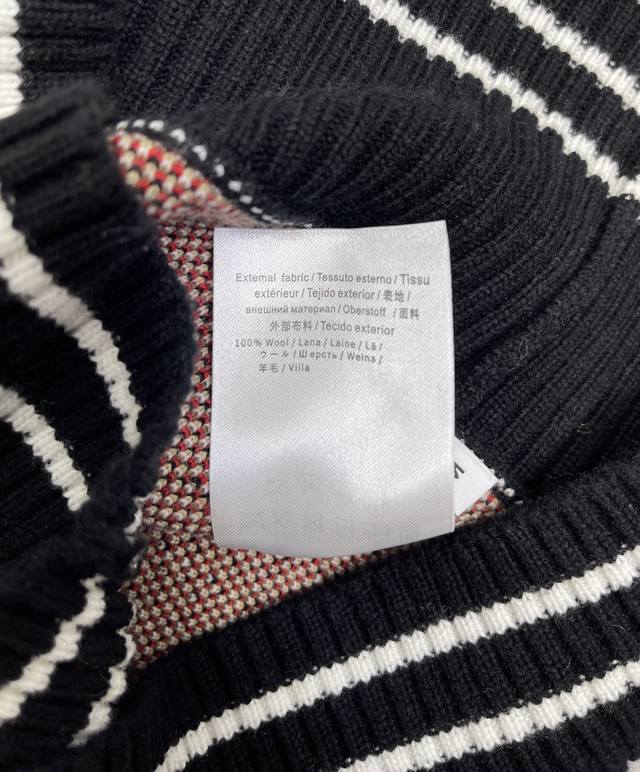 External fabric/Tessuto esterno/Tissu
extérieur/Tejido exterior/表地/
внешний материал/Oberstoff /面料
外部布料/Tecido exterior
100% Wool/Lana/Laine/Lã/
ウール/Шерсть/Weina/
羊毛/Villa